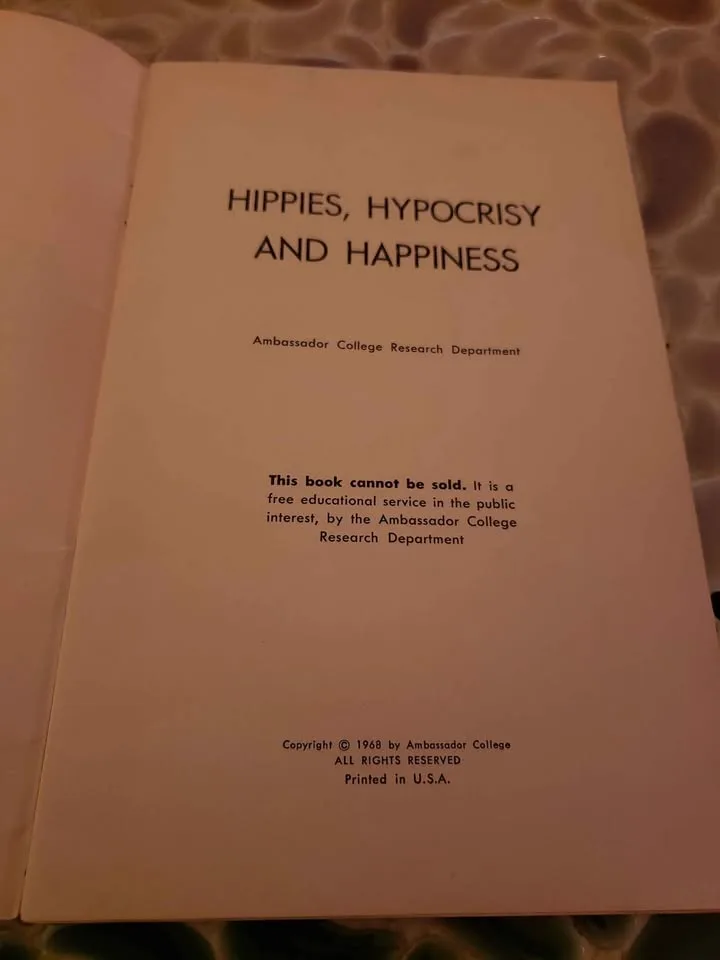 HIPPIES, HYPOCRISY
AND HAPPINESS
Ambassador College Research Department
This book cannot be sold. It is a
free educational service in the public
interest, by the Ambassador College
Research Department
Copyright © 1968 by Ambassador College
ALL RIGHTS RESERVED
Printed in U.S.A.